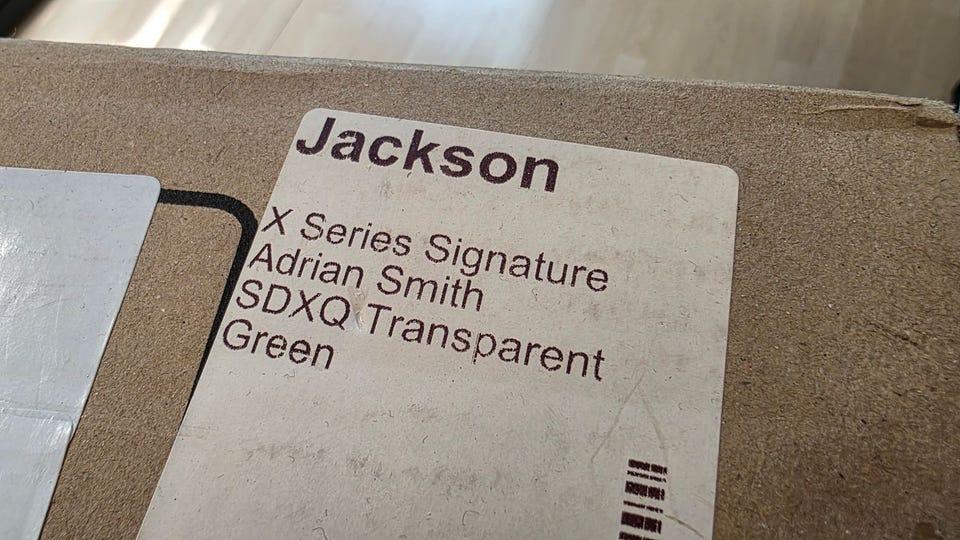 Jackson
X Series Signature
Adrian Smith
SDXQ Transparent
Green